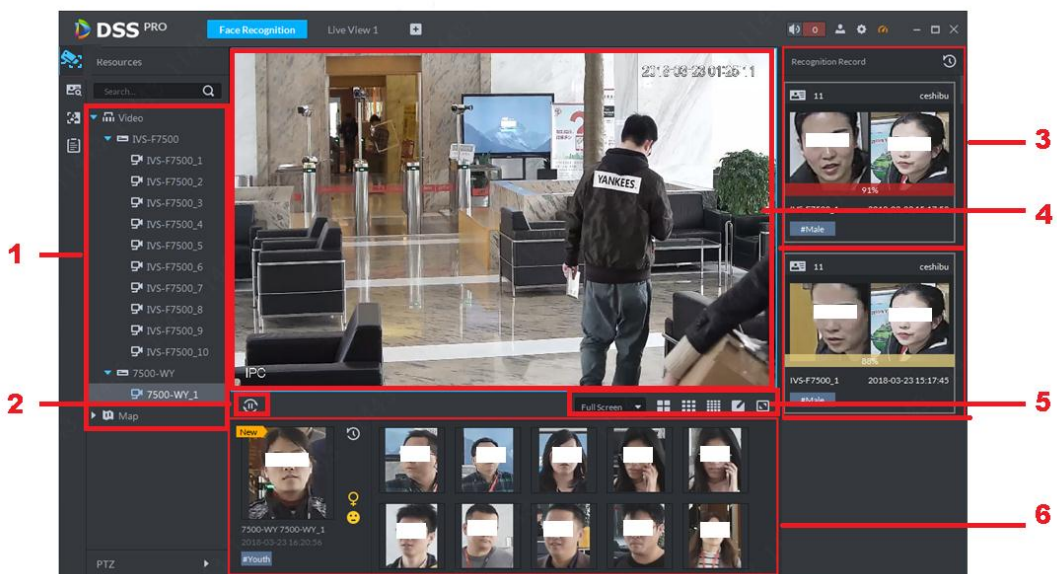 DSS PRO
Face Recognition
Live View 1
0
Resources
Search...
Video
IVS-F7500
IVS-F7500_1
IVS-F7500_2
IVS-F7500_3
IVS-F7500_4
IVS-F7500_5
IVS-F7500_6
IVS-F7500_7
IVS-F7500_8
IVS-F7500_9
IVS-F7500_10
7500-WY
7500-WY_1
Map
PTZ
1
2
YANKEES.
IPC
Full Screen
New
7500-WY 7500-WY_1
2018-03-23 16:20:56
#Youth
Recognition Record
11 ceshibu
91%
IVS-F7500_1
#Male
11 ceshibu
88%
IVS-F7500_1 2018-03-23 15:17:45
#Male
3
4
5
6